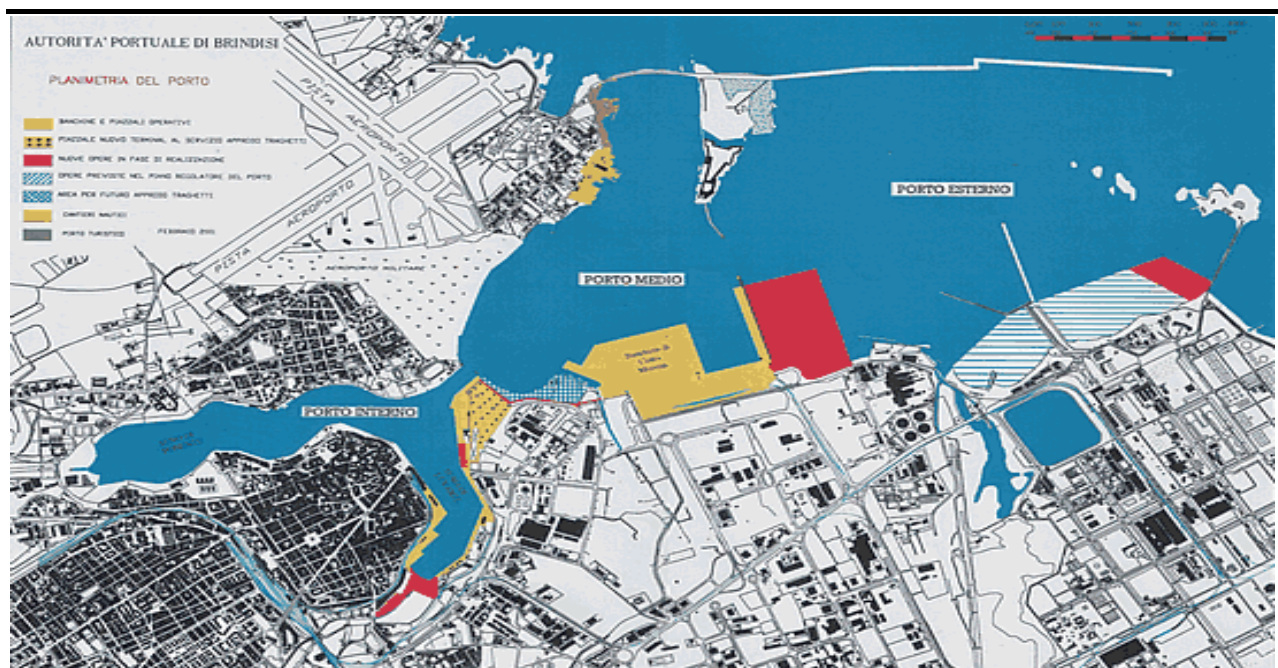 AUTORITA' PORTUALE DI BRINDISI
PLANIMETRIA DEL PORTO
BANCHINE E PIAZZALI OPERATIVI
PIAZZALE NUOVO TERMINAL AL SERVIZIO APPRODO TRAGHETTI
NUOVE OPERE IN FASE DI REALIZZAZIONE
OPERE PREVISTE NEL PIANO REGOLATORE DEL PORTO
AREA PER FUTURO APPRODO TRAGHETTI
CANTIERI NAUTICI
PORTO TURISTICO
FEBBRAIO 2001
PISTA AEROPORTO
PISTA AEROPORTO
AEROPORTO MILITARE
PORTO ESTERNO
PORTO MEDIO
PORTO INTERNO